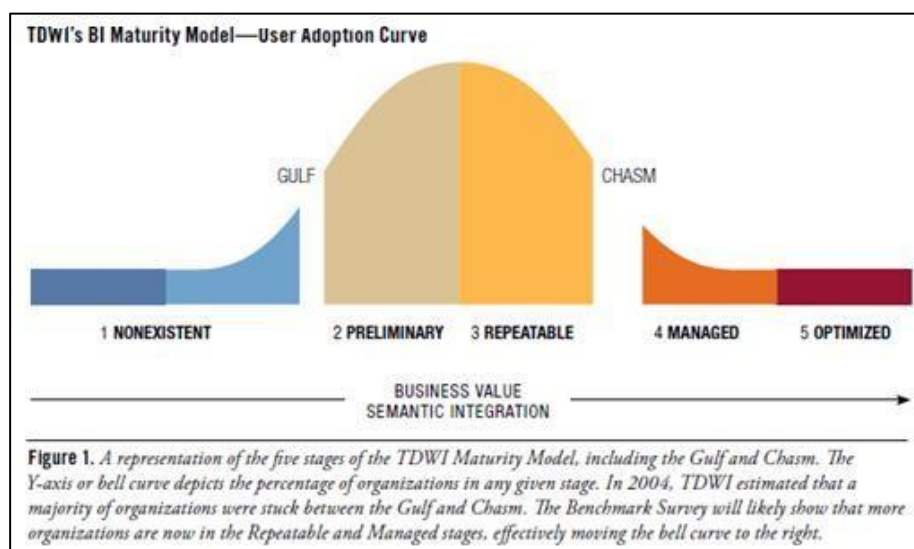 TDWI's BI Maturity Model—User Adoption Curve
GULF
CHASM
1 NONEXISTENT
2 PRELIMINARY
3 REPEATABLE
4 MANAGED
5 OPTIMIZED
BUSINESS VALUE
SEMANTIC INTEGRATION
Figure 1. A representation of the five stages of the TDWI Maturity Model, including the Gulf and Chasm. The
Y-axis or bell curve depicts the percentage of organizations in any given stage. In 2004, TDWI estimated that a
majority of organizations were stuck between the Gulf and Chasm. The Benchmark Survey will likely show that more
organizations are now in the Repeatable and Managed stages, effectively moving the bell curve to the right.